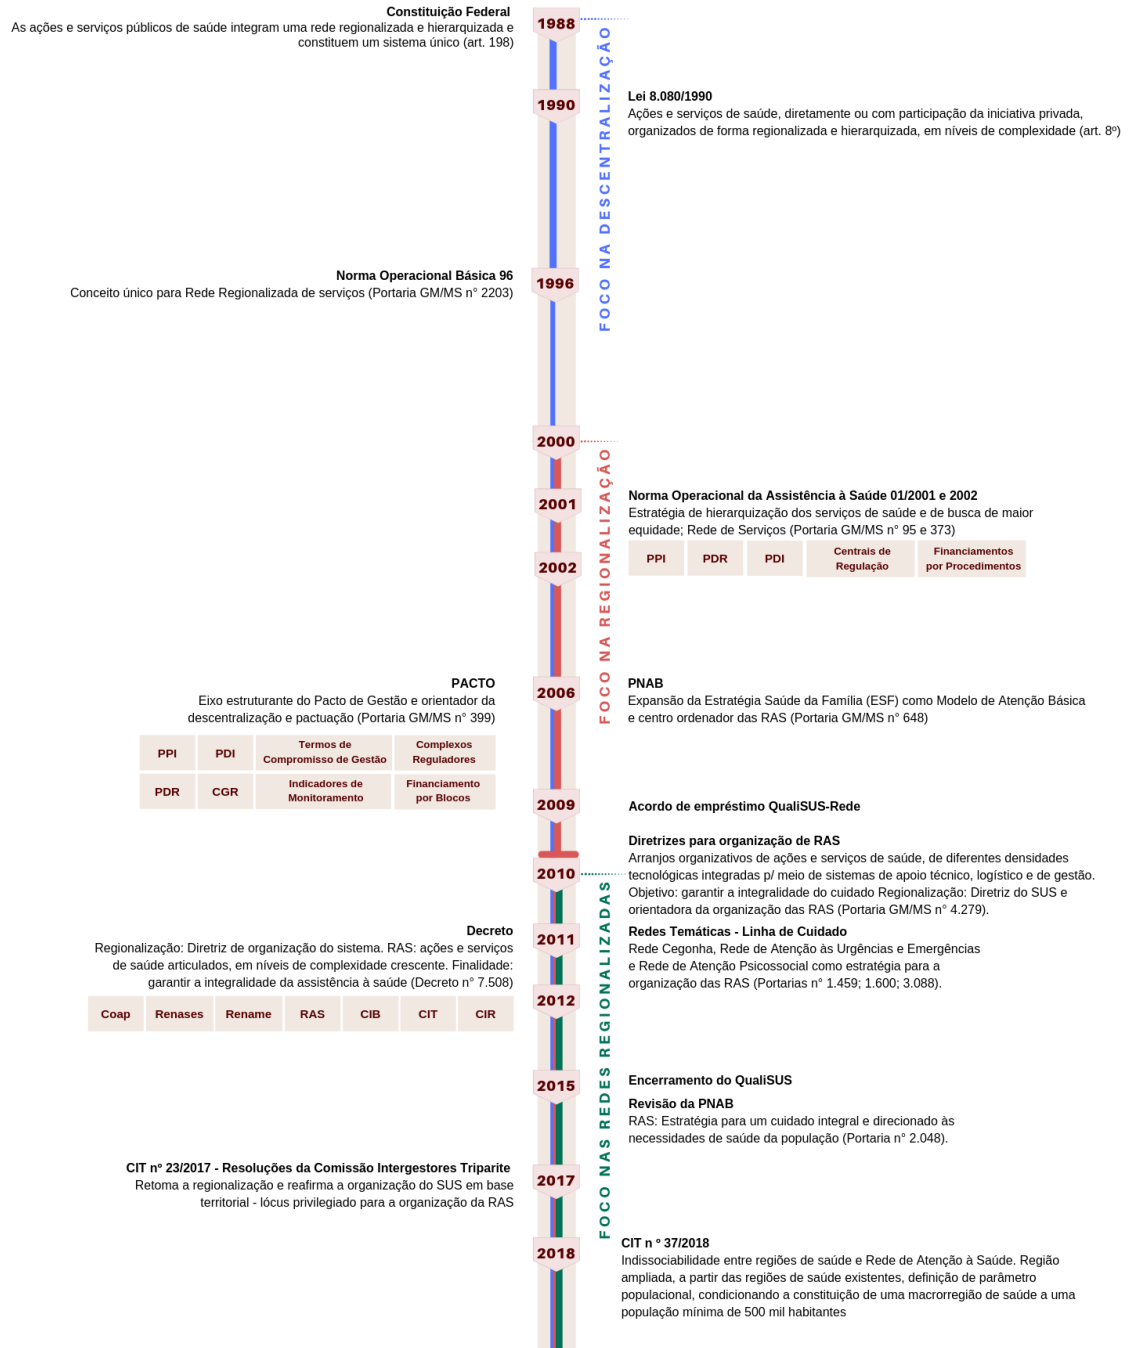 Constituição Federal
As ações e serviços públicos de saúde integram uma rede regionalizada e hierarquizada e
constituem um sistema único (art. 198)
1988
FOCO NA DESCENTRALIZAÇÃO
1990
Lei 8.080/1990
Ações e serviços de saúde, diretamente ou com participação da iniciativa privada,
organizados de forma regionalizada e hierarquizada, em níveis de complexidade (art. 8º)
Norma Operacional Básica 96
Conceito único para Rede Regionalizada de serviços (Portaria GM/MS n° 2203)
1996
2000
FOCO NA REGIONALIZAÇÃO
2001
Norma Operacional da Assistência à Saúde 01/2001 e 2002
Estratégia de hierarquização dos serviços de saúde e de busca de maior
equidade; Rede de Serviços (Portaria GM/MS n° 95 e 373)
PPI
PDR
PDI
Centrais de
Regulação
Financiamentos
por Procedimentos
2002
PACTO
Eixo estruturante do Pacto de Gestão e orientador da
descentralização e pactuação (Portaria GM/MS n° 399)
PPI
PDI
Termos de
Compromisso de Gestão
Complexos
Reguladores
PDR
CGR
Indicadores de
Monitoramento
Financiamento
por Blocos
2006
PNAB
Expansão da Estratégia Saúde da Família (ESF) como Modelo de Atenção Básica
e centro ordenador das RAS (Portaria GM/MS n° 648)
2009
Acordo de empréstimo QualiSUS-Rede
2010
FOCO NAS REDES REGIONALIZADAS
Diretrizes para organização de RAS
Arranjos organizativos de ações e serviços de saúde, de diferentes densidades
tecnológicas integradas p/ meio de sistemas de apoio técnico, logístico e de gestão.
Objetivo: garantir a integralidade do cuidado Regionalização: Diretriz do SUS e
orientadora da organização das RAS (Portaria GM/MS n° 4.279).
Decreto
Regionalização: Diretriz de organização do sistema. RAS: ações e serviços
de saúde articulados, em níveis de complexidade crescente. Finalidade:
garantir a integralidade da assistência à saúde (Decreto n° 7.508)
Coap
Renases
Rename
RAS
CIB
CIT
CIR
2011
Redes Temáticas - Linha de Cuidado
Rede Cegonha, Rede de Atenção às Urgências e Emergências
e Rede de Atenção Psicossocial como estratégia para a
organização das RAS (Portarias n° 1.459; 1.600; 3.088).
2012
2015
Encerramento do QualiSUS
Revisão da PNAB
RAS: Estratégia para um cuidado integral e direcionado às
necessidades de saúde da população (Portaria n° 2.048).
CIT nº 23/2017 - Resoluções da Comissão Intergestores Triparite
Retoma a regionalização e reafirma a organização do SUS em base
territorial - lócus privilegiado para a organização da RAS
2017
2018
CIT n º 37/2018
Indissociabilidade entre regiões de saúde e Rede de Atenção à Saúde. Região
ampliada, a partir das regiões de saúde existentes, definição de parâmetro
populacional, condicionando a constituição de uma macrorregião de saúde a uma
população mínima de 500 mil habitantes